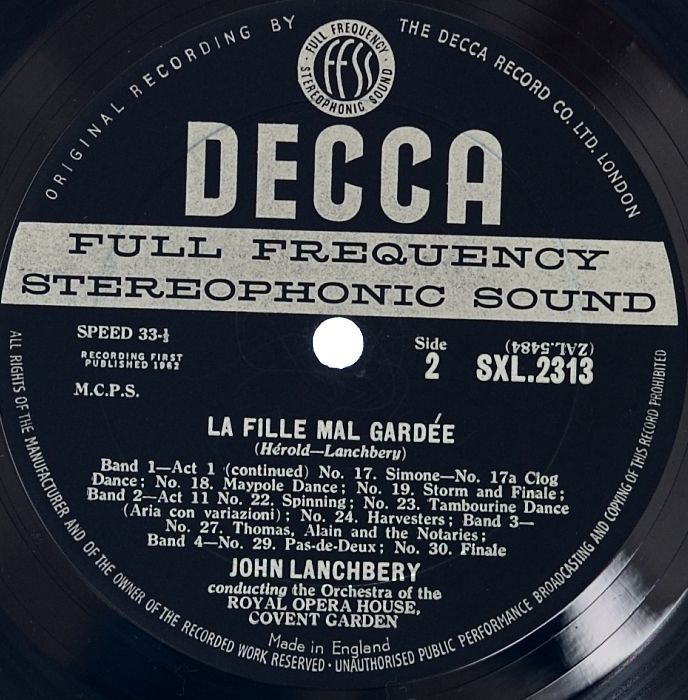 ORIGINAL RECORDING BY
THE DECCA RECORD CO. LTD. LONDON
FULL FREQUENCY
FFSS
STEREOPHONIC SOUND
DECCA
FULL FREQUENCY
STEREOPHONIC SOUND
SPEED 33-⅓
RECORDING FIRST
PUBLISHED 1962
M.C.P.S.
Side
2
(ZAL.5484)
SXL.2313
LA FILLE MAL GARDÉE
(Hérold—Lanchbery)
Band 1—Act 1 (continued) No. 17. Simone—No. 17a Clog
Dance; No. 18. Maypole Dance; No. 19. Storm and Finale;
Band 2—Act 11 No. 22. Spinning; No. 23. Tambourine Dance
(Aria con variazioni); No. 24. Harvesters; Band 3—
No. 27. Thomas, Alain and the Notaries;
Band 4—No. 29. Pas-de-Deux; No. 30. Finale
JOHN LANCHBERY
conducting the Orchestra of the
ROYAL OPERA HOUSE,
COVENT GARDEN
Made in England
ALL RIGHTS OF THE MANUFACTURER AND OF THE OWNER OF THE RECORDED WORK RESERVED · UNAUTHORISED PUBLIC PERFORMANCE BROADCASTING AND COPYING OF THIS RECORD PROHIBITED